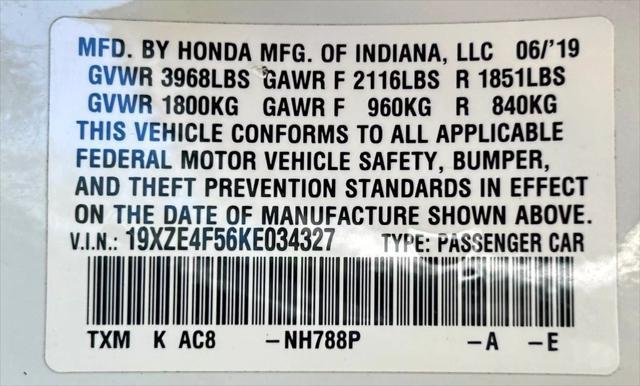 MFD. BY HONDA MFG. OF INDIANA, LLC 06/'19
GVWR 3968LBS GAWR F 2116LBS R 1851LBS
GVWR 1800KG GAWR F 960KG R 840KG
THIS VEHICLE CONFORMS TO ALL APPLICABLE
FEDERAL MOTOR VEHICLE SAFETY, BUMPER,
AND THEFT PREVENTION STANDARDS IN EFFECT
ON THE DATE OF MANUFACTURE SHOWN ABOVE.
V.I.N.: 19XZE4F56KE034327 TYPE: PASSENGER CAR
TXM K AC8 -NH788P -A -E